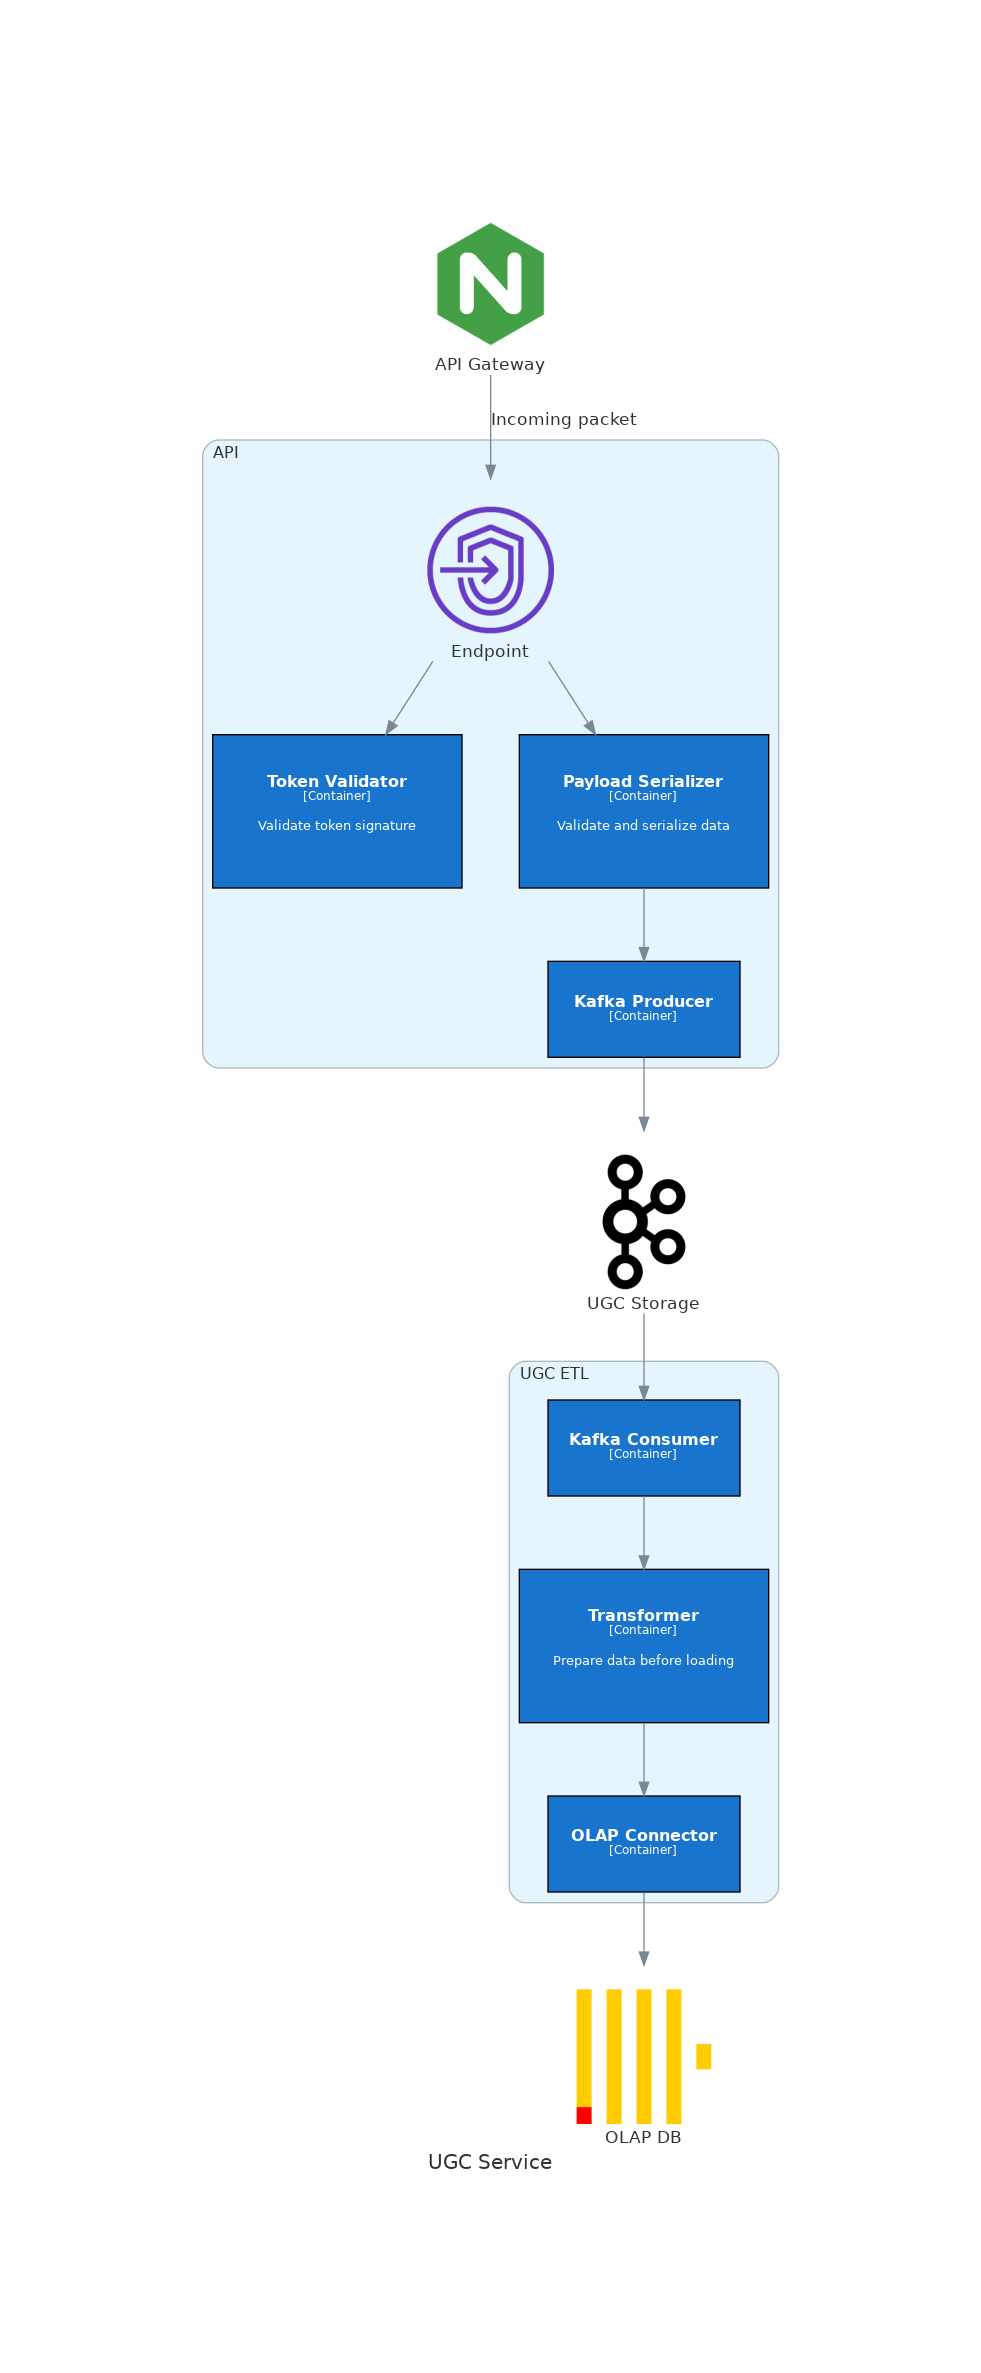 API Gateway
Incoming packet
API
Endpoint
Token Validator
[Container]
Validate token signature
Payload Serializer
[Container]
Validate and serialize data
Kafka Producer
[Container]
UGC Storage
UGC ETL
Kafka Consumer
[Container]
Transformer
[Container]
Prepare data before loading
OLAP Connector
[Container]
OLAP DB
UGC Service